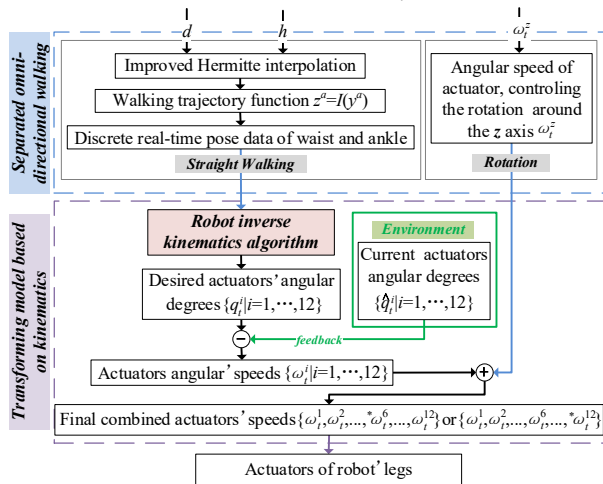 d h ω_t^z
Separated omni-
directional walking
Improved Hermitte interpolation
Walking trajectory function z^a=I(y^a)
Discrete real-time pose data of waist and ankle
Straight Walking
Angular speed of
actuator, controling
the rotation around
the z axis ω_t^z
Rotation
Transforming model based
on kinematics
Robot inverse
kinematics algorithm
Desired actuators' angular
degrees {q_t^i|i=1,⋯,12}
Environment
Current actuators
angular degrees
{q̂_t^i|i=1,⋯,12}
−
feedback
Actuators angular' speeds {ω_t^i|i=1,⋯,12}
+
Final combined actuators' speeds{ω_t^1,ω_t^2,...,*ω_t^6,...,ω_t^12}or{ω_t^1,ω_t^2,...,ω_t^6,...,*ω_t^12}
Actuators of robot' legs